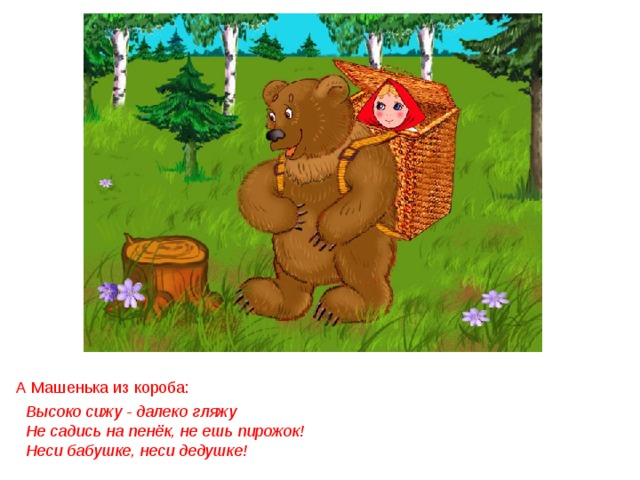 А Машенька из короба:
Высоко сижу - далеко гляжу
Не садись на пенёк, не ешь пирожок!
Неси бабушке, неси дедушке!